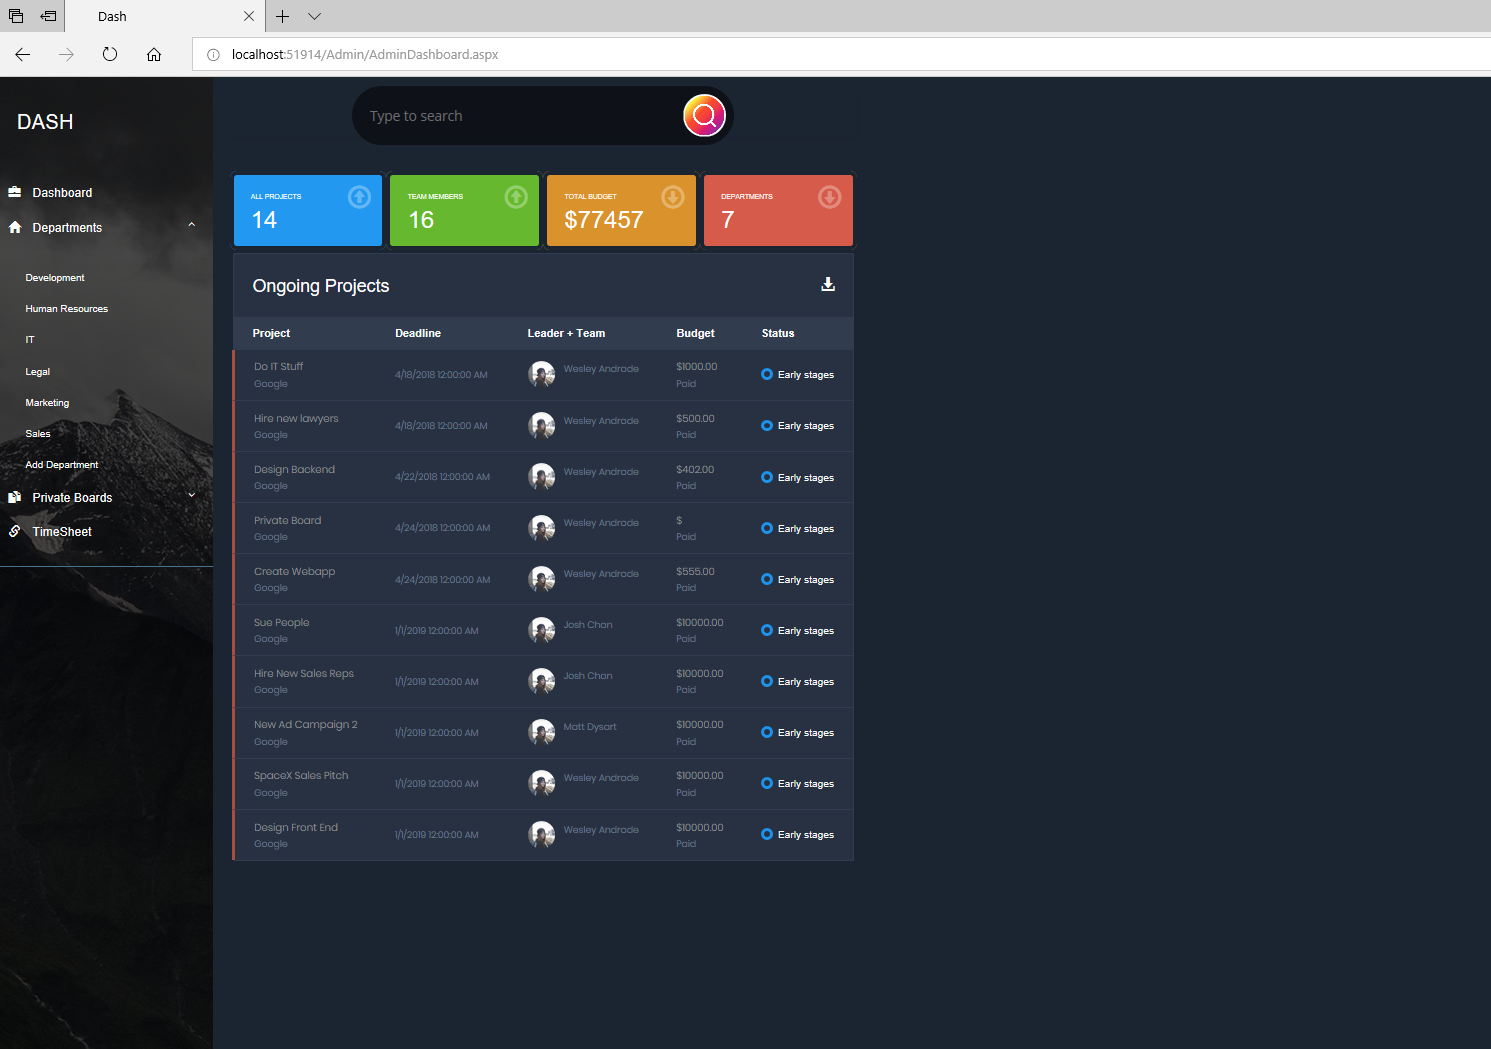 Dash
localhost:51914/Admin/AdminDashboard.aspx
DASH
Type to search
Dashboard
Departments
Development
Human Resources
IT
Legal
Marketing
Sales
Add Department
Private Boards
TimeSheet
ALL PROJECTS
14
TEAM MEMBERS
16
TOTAL BUDGET
$77457
DEPARTMENTS
7
Ongoing Projects
Project Deadline Leader + Team Budget Status
Do IT Stuff
Google
4/18/2018 12:00:00 AM
Wesley Andrade
$1000.00
Paid
Early stages
Hire new lawyers
Google
4/18/2018 12:00:00 AM
Wesley Andrade
$500.00
Paid
Early stages
Design Backend
Google
4/22/2018 12:00:00 AM
Wesley Andrade
$402.00
Paid
Early stages
Private Board
Google
4/24/2018 12:00:00 AM
Wesley Andrade
$
Paid
Early stages
Create Webapp
Google
4/24/2018 12:00:00 AM
Wesley Andrade
$555.00
Paid
Early stages
Sue People
Google
1/1/2019 12:00:00 AM
Josh Chan
$10000.00
Paid
Early stages
Hire New Sales Reps
Google
1/1/2019 12:00:00 AM
Josh Chan
$10000.00
Paid
Early stages
New Ad Campaign 2
Google
1/1/2019 12:00:00 AM
Matt Dysart
$10000.00
Paid
Early stages
SpaceX Sales Pitch
Google
1/1/2019 12:00:00 AM
Wesley Andrade
$10000.00
Paid
Early stages
Design Front End
Google
1/1/2019 12:00:00 AM
Wesley Andrade
$10000.00
Paid
Early stages